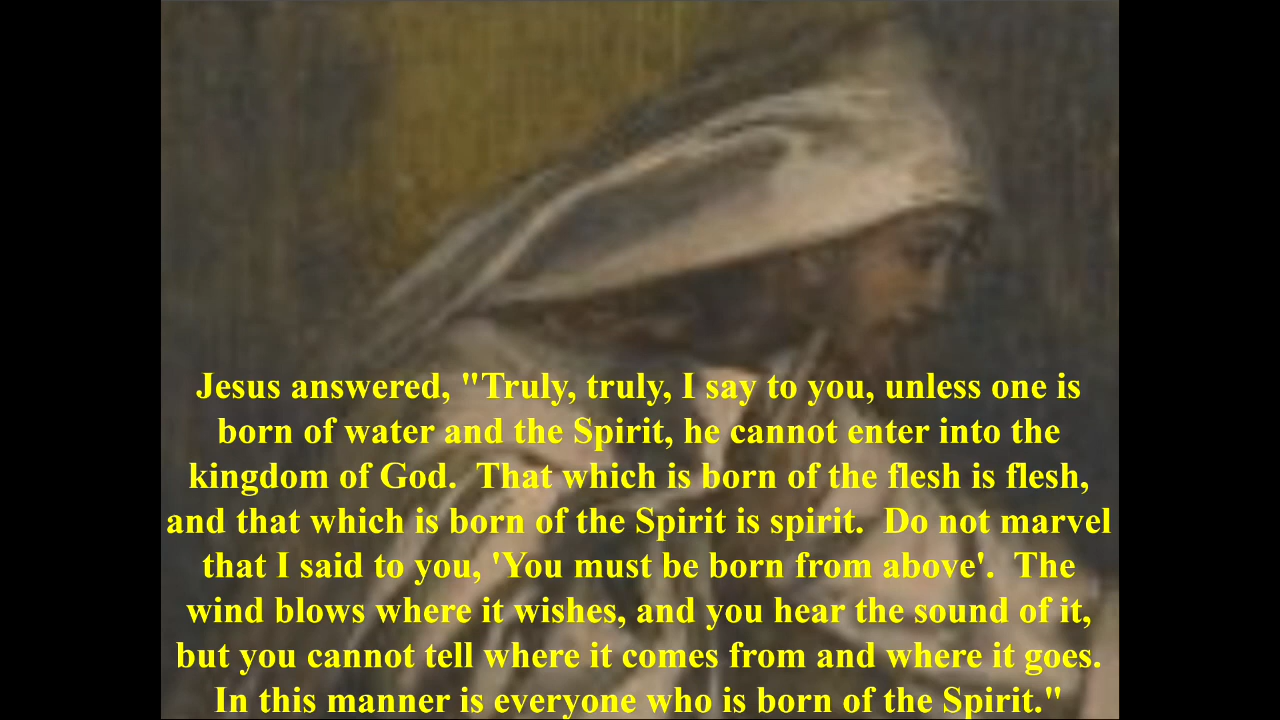 Jesus answered, "Truly, truly, I say to you, unless one is
born of water and the Spirit, he cannot enter into the
kingdom of God.  That which is born of the flesh is flesh,
and that which is born of the Spirit is spirit.  Do not marvel
that I said to you, 'You must be born from above'.  The
wind blows where it wishes, and you hear the sound of it,
but you cannot tell where it comes from and where it goes.
In this manner is everyone who is born of the Spirit."